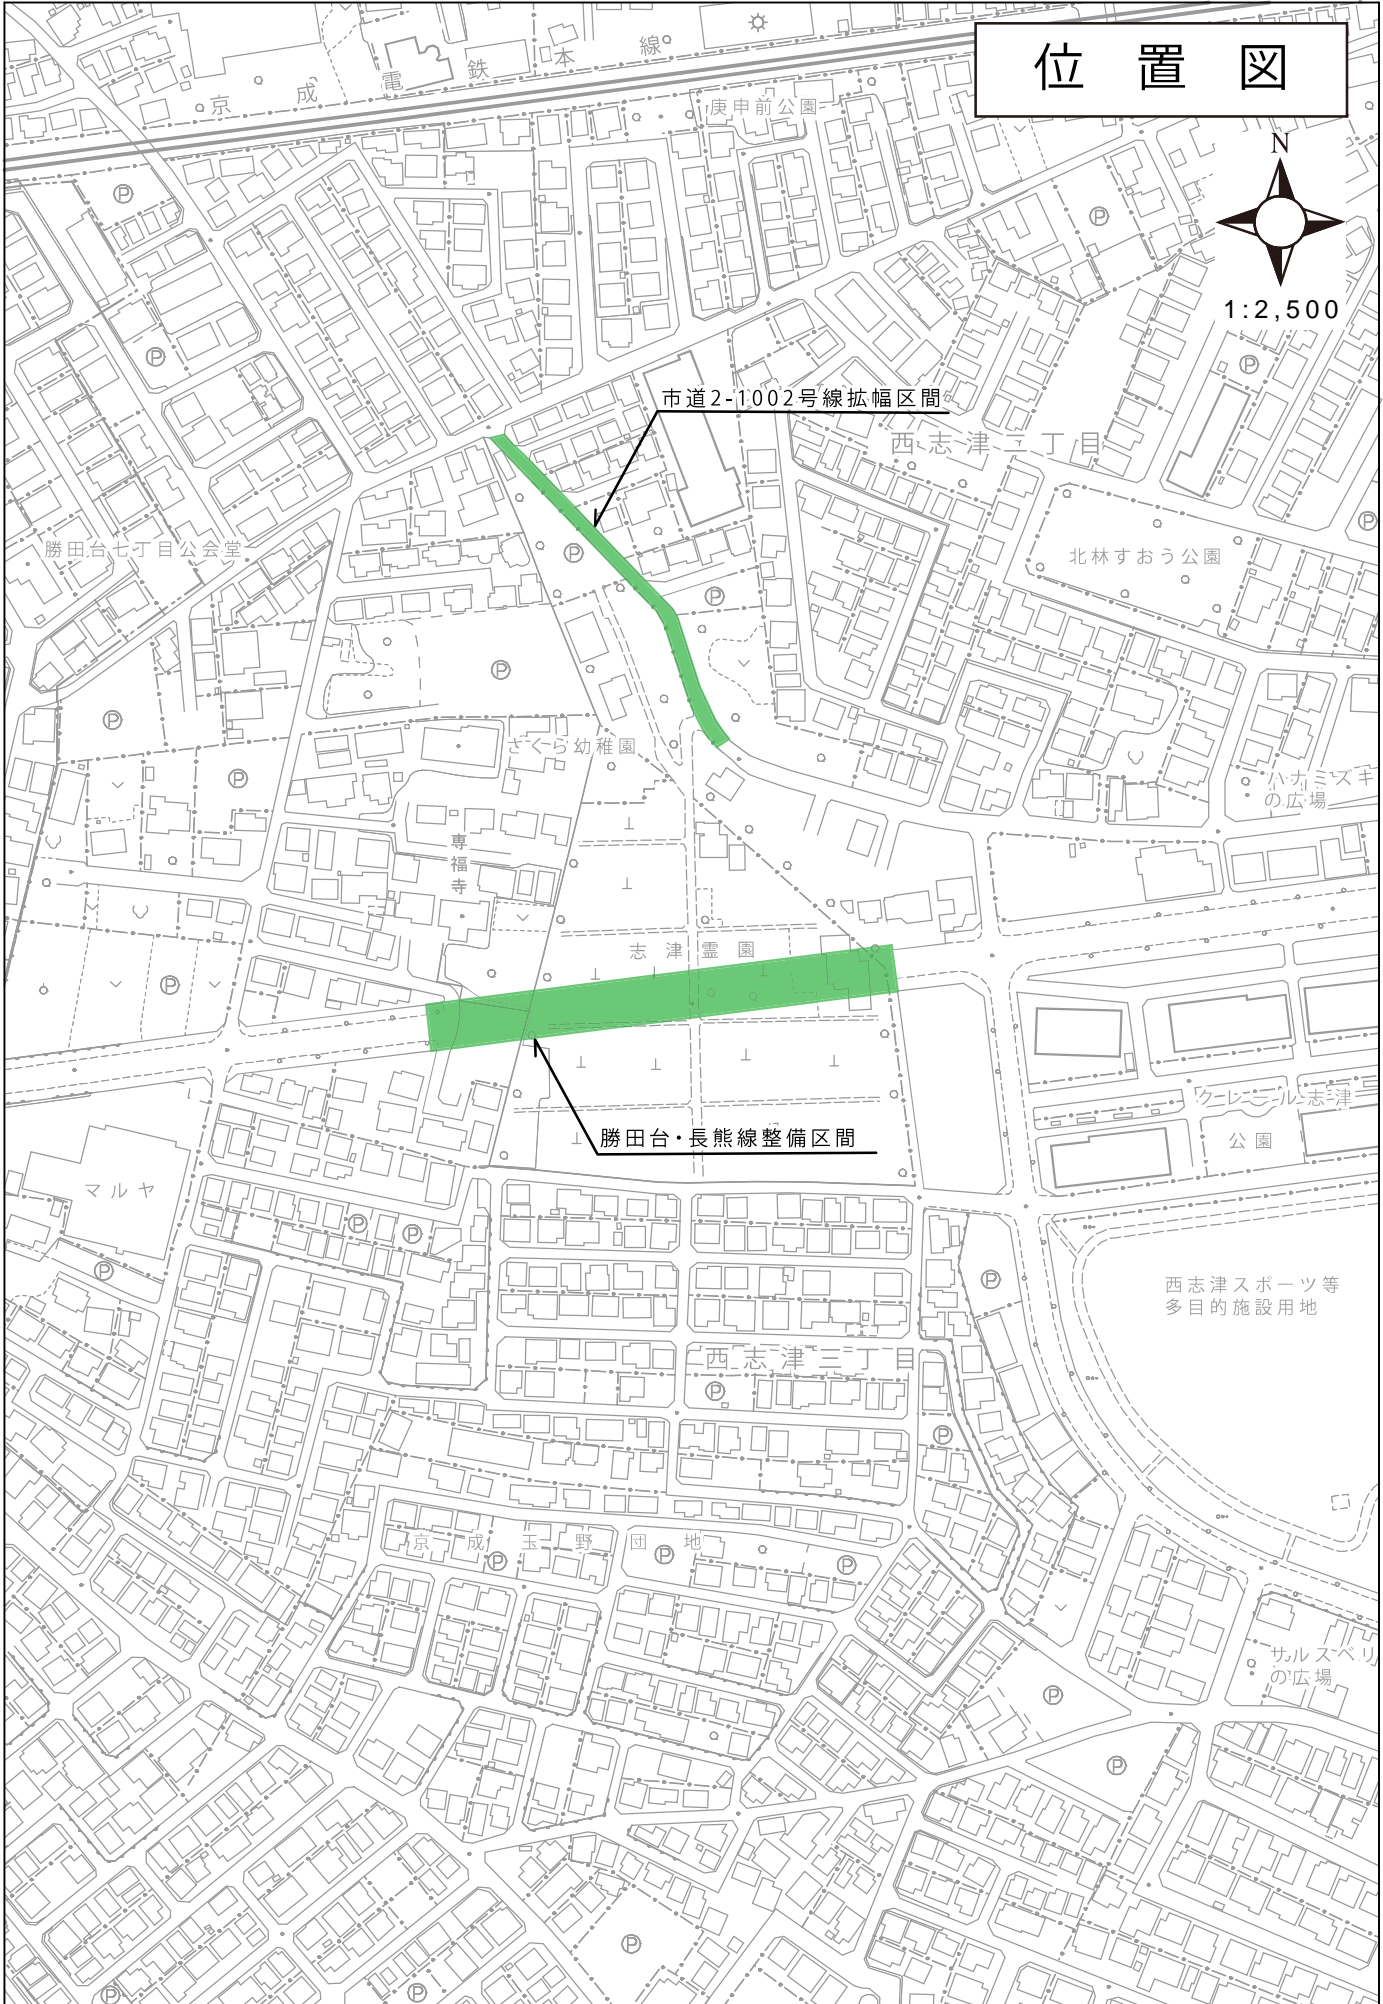 位置図
京成電鉄本線
庚申前公園
N
1:2,500
市道2-1002号線拡幅区間
西志津二丁目
勝田台七丁目公会堂
北林すおう公園
さくら幼稚園
ハナミズキ
の広場
専福寺
志津霊園
クレニール志津
公園
勝田台・長熊線整備区間
マルヤ
西志津スポーツ等
多目的施設用地
西志津三丁目
京成玉野団地
サルスベリ
の広場